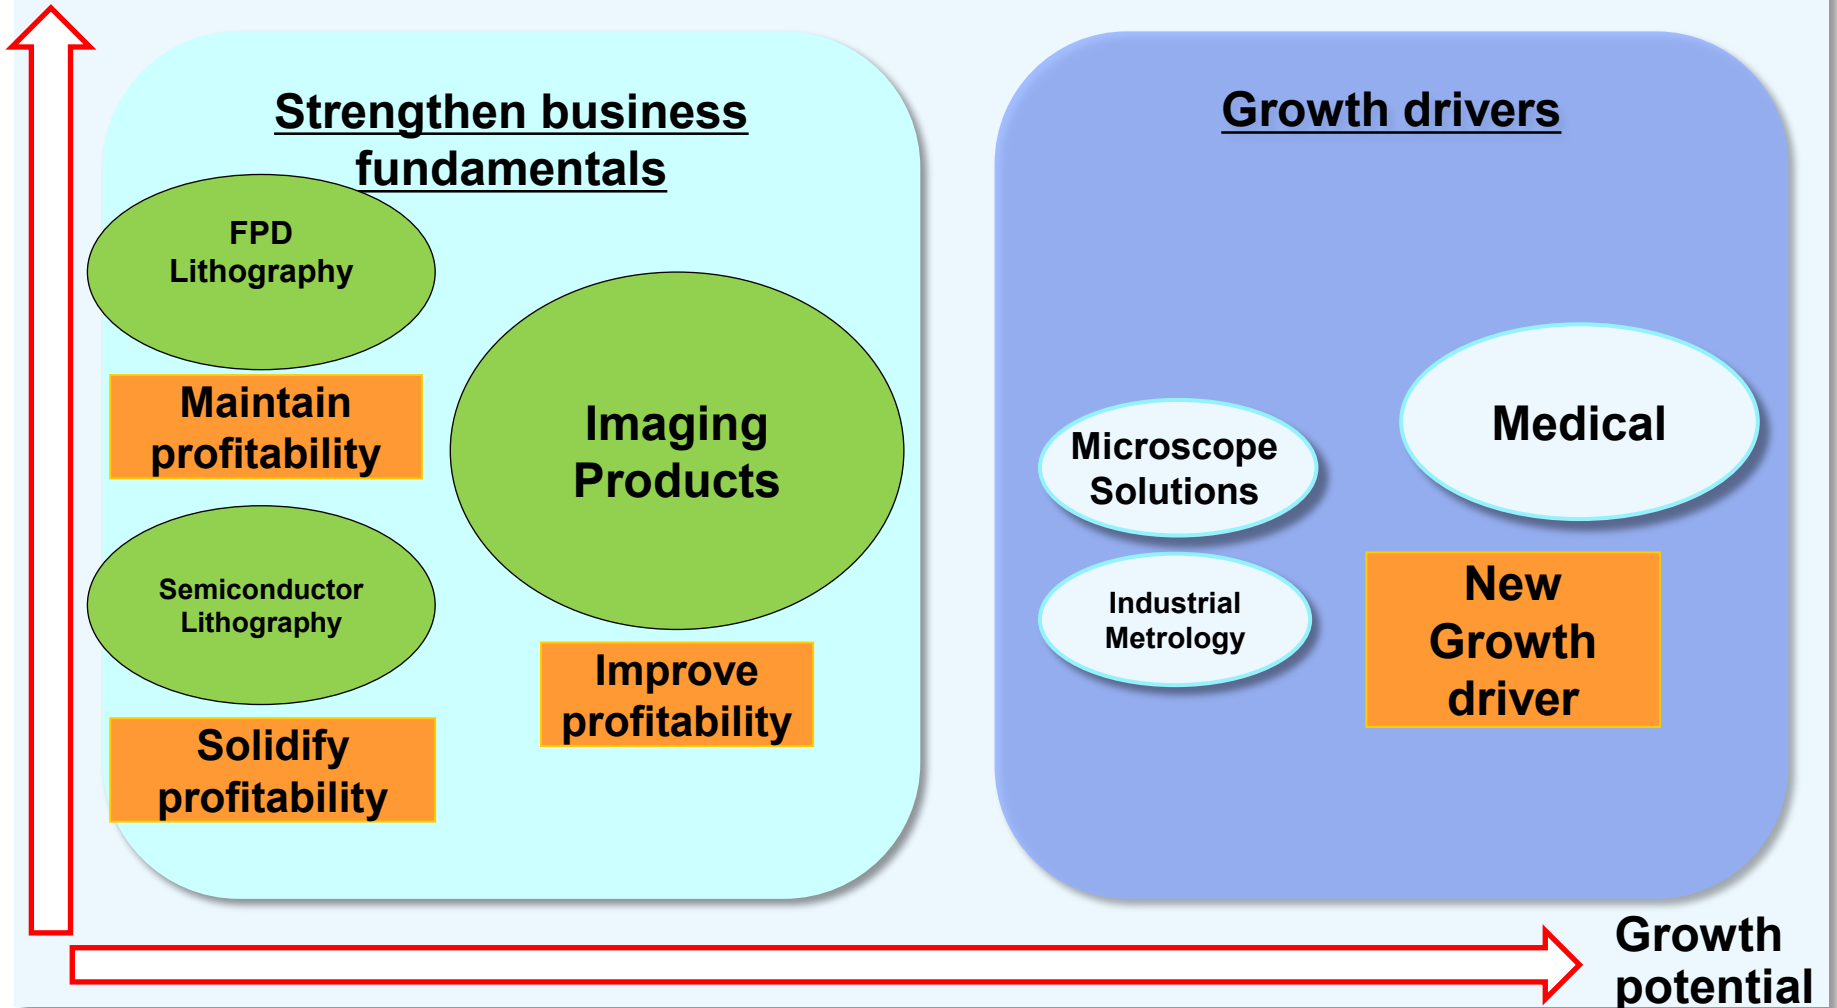 Strengthen business
fundamentals
FPD
Lithography
Maintain
profitability
Semiconductor
Lithography
Solidify
profitability
Imaging
Products
Improve
profitability
Growth drivers
Microscope
Solutions
Industrial
Metrology
Medical
New
Growth
driver
Growth
potential